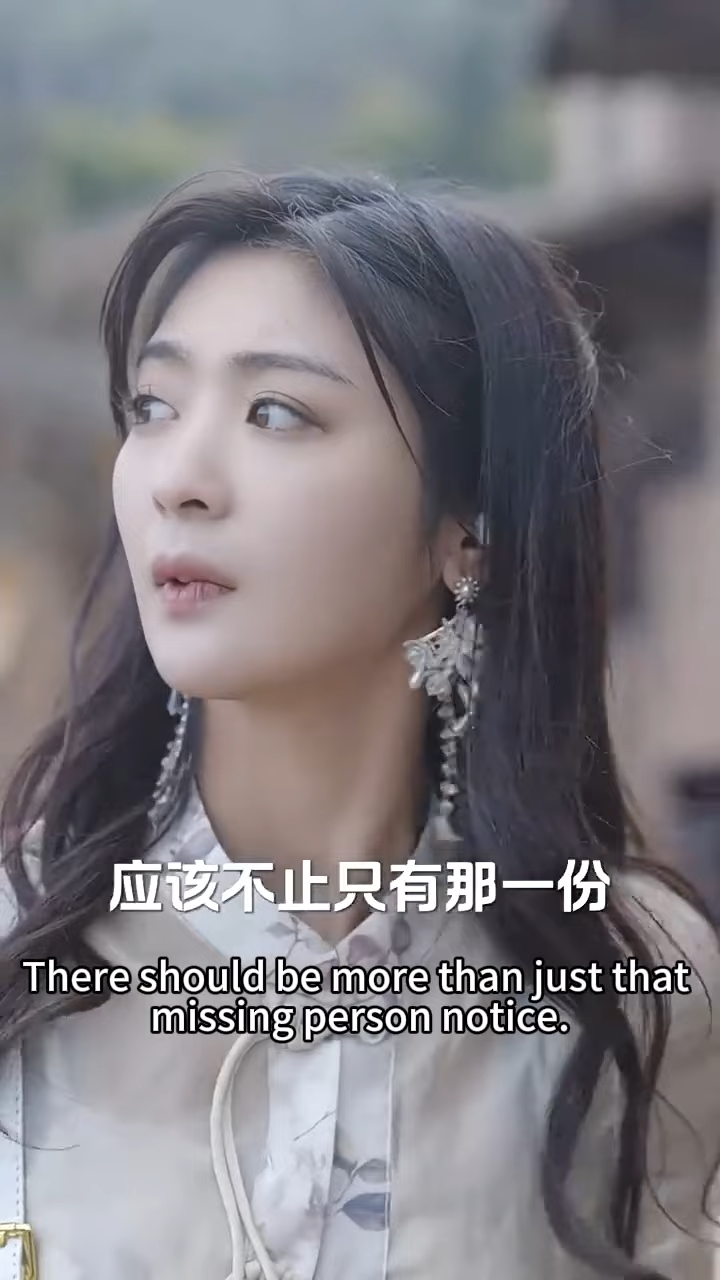 应该不止只有那一份
There should be more than just that
missing person notice.